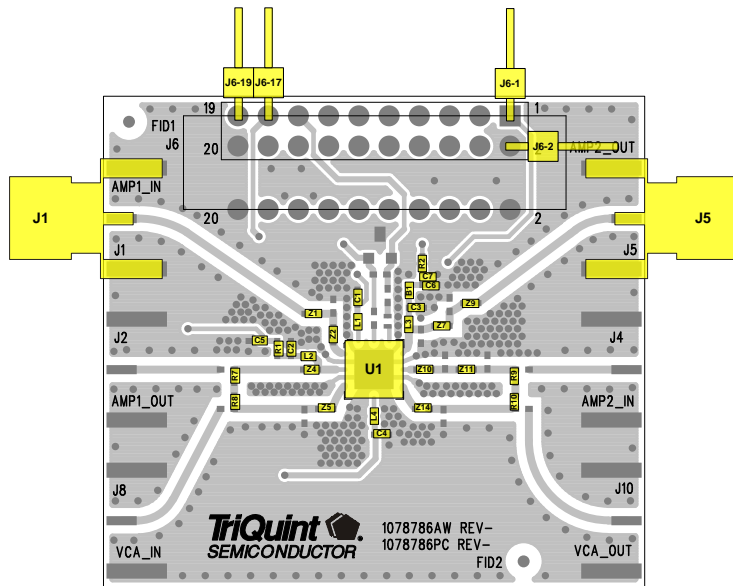 J6-19 J6-17 J6-1
19 1
FID1
J6
20 J6-2 AMP2_OUT
AMP1_IN
20 2
J1 J5
J1 J5
R2
C7
C1 B1 C6
Z1 C3 Z9
L1 L3 Z7
J2 Z2 J4
C5 R1 C2 L2
R7 Z4 U1 Z10 Z11 R9
AMP1_OUT R8 Z5 L4 Z14 R10 AMP2_IN
C4
J8 J10
TriQuint
SEMICONDUCTOR
1078786AW REV-
1078786PC REV-
VCA_IN FID2 VCA_OUT